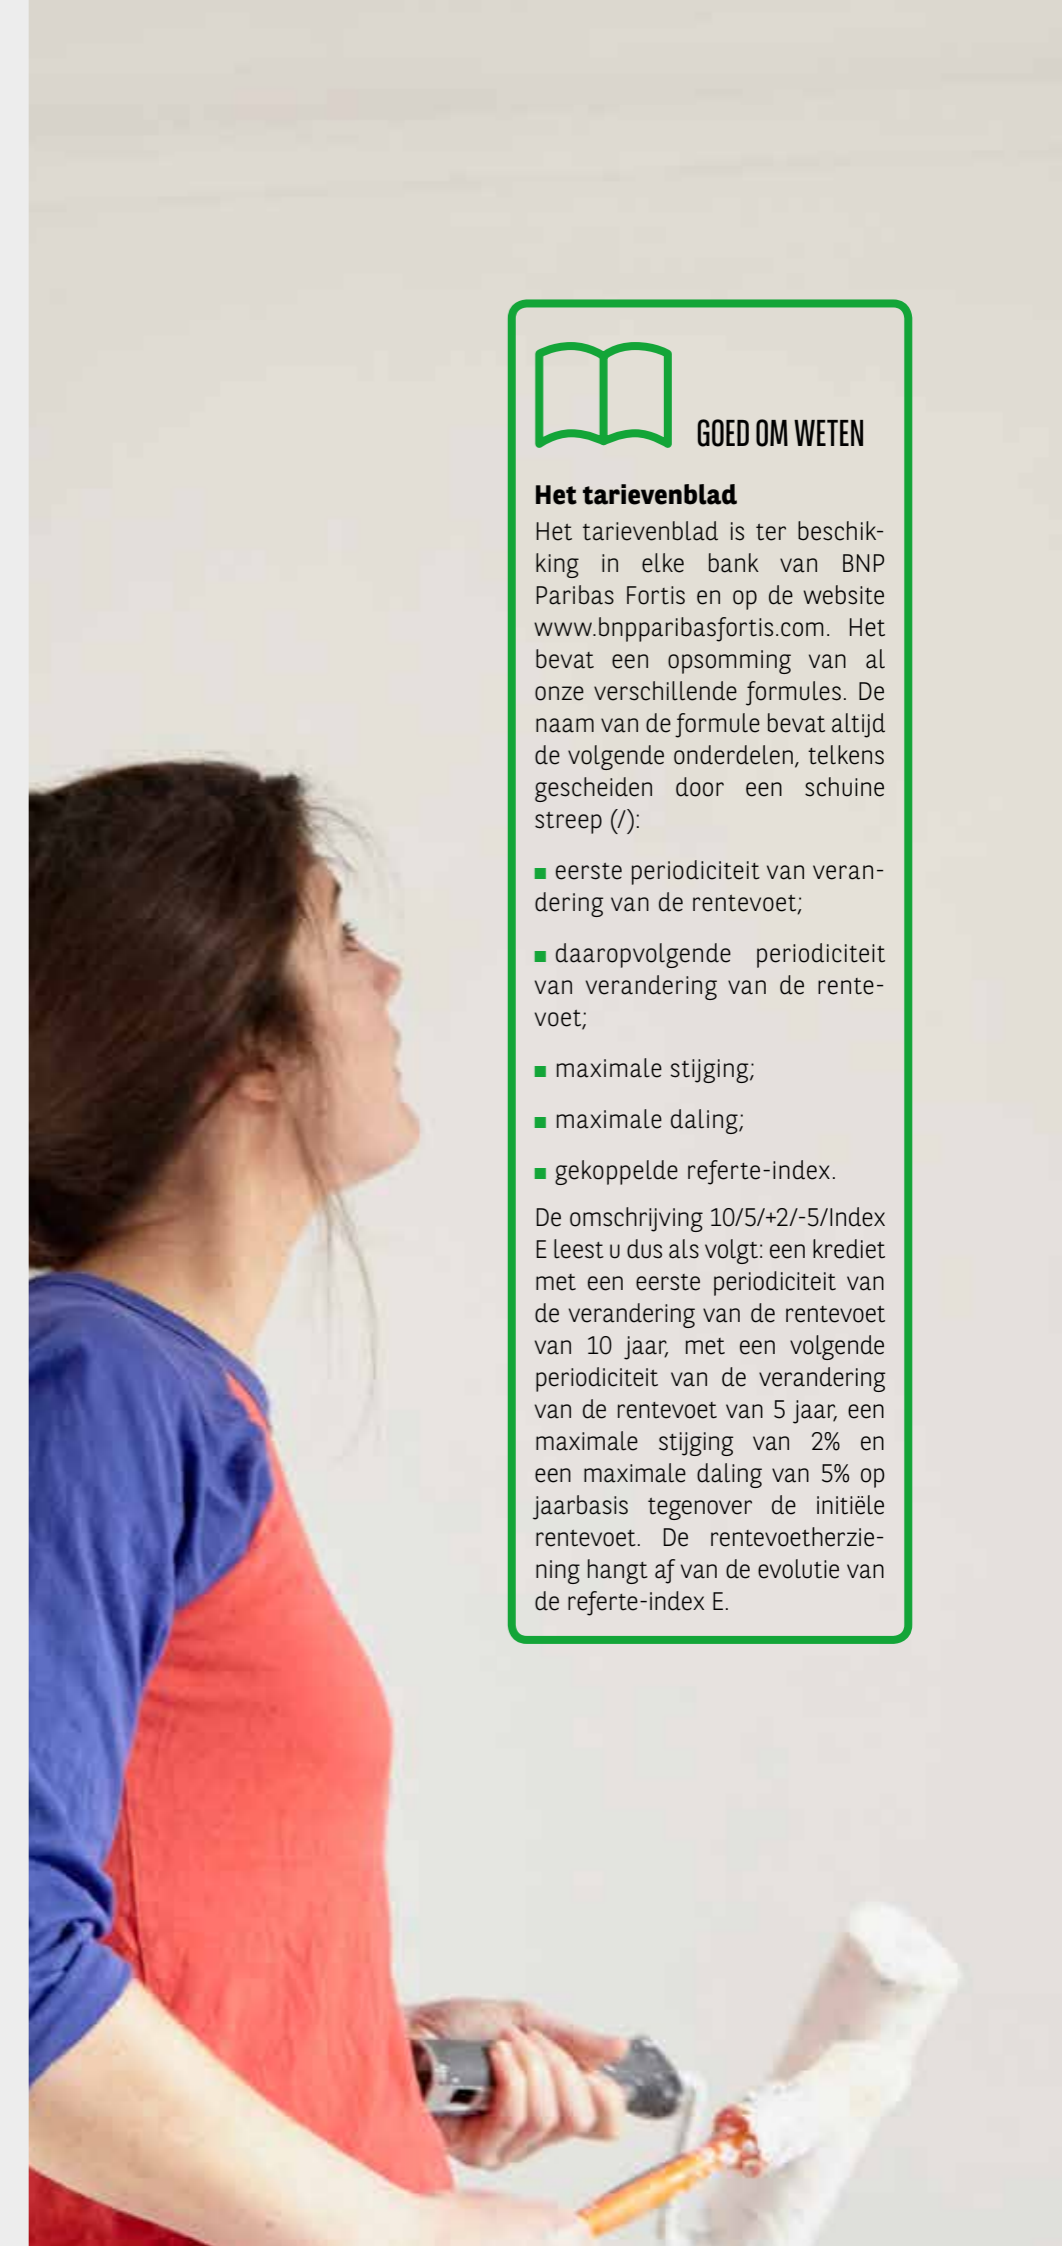 GOED OM WETEN
Het tarievenblad
Het tarievenblad is ter beschik-
king in elke bank van BNP
Paribas Fortis en op de website
www.bnpparibasfortis.com. Het
bevat een opsomming van al
onze verschillende formules. De
naam van de formule bevat altijd
de volgende onderdelen, telkens
gescheiden door een schuine
streep (/):
■ eerste periodiciteit van veran-
dering van de rentevoet;
■ daaropvolgende periodiciteit
van verandering van de rente-
voet;
■ maximale stijging;
■ maximale daling;
■ gekoppelde referte-index.
De omschrijving 10/5/+2/-5/Index
E leest u dus als volgt: een krediet
met een eerste periodiciteit van
de verandering van de rentevoet
van 10 jaar, met een volgende
periodiciteit van de verandering
van de rentevoet van 5 jaar, een
maximale stijging van 2% en
een maximale daling van 5% op
jaarbasis tegenover de initiële
rentevoet. De rentevoetherzie-
ning hangt af van de evolutie van
de referte-index E.